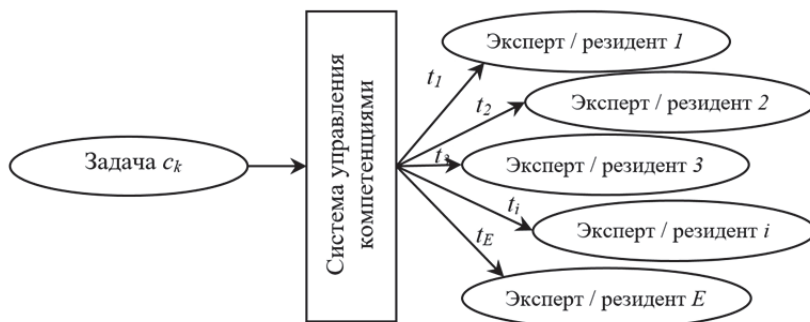 Задача c_k
Система управления
компетенциями
t_1
t_2
t_3
t_i
t_E
Эксперт / резидент 1
Эксперт / резидент 2
Эксперт / резидент 3
Эксперт / резидент i
Эксперт / резидент E